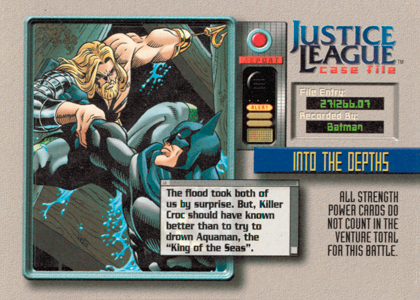 JUSTICE
LEAGUE™
case file
REPORT
ALERT
File Entry:
27/266.07
Recorded By:
Batman
INTO THE DEPTHS
The flood took both of
us by surprise. But, Killer
Croc should have known
better than to try to
drown Aquaman, the
“King of the Seas”.
ALL STRENGTH
POWER CARDS DO
NOT COUNT IN THE
VENTURE TOTAL
FOR THIS BATTLE.